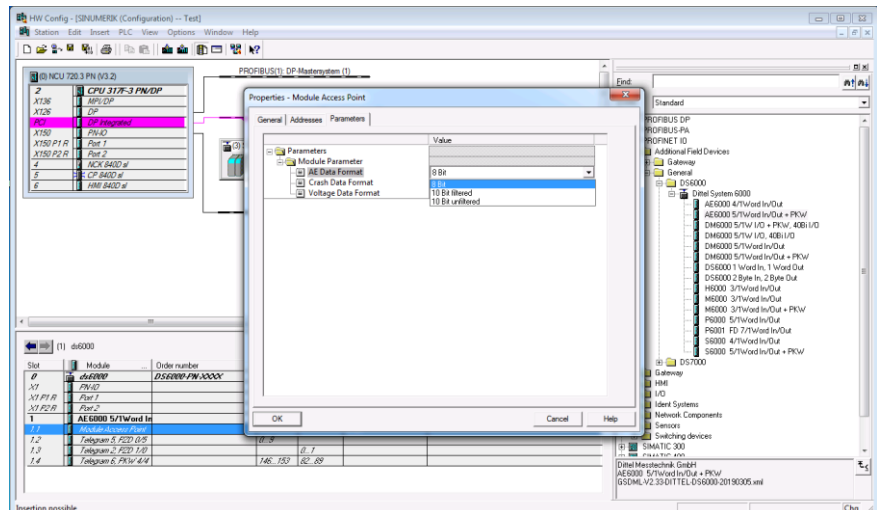 HW Config - [SINUMERIK (Configuration) -- Test]
Station Edit Insert PLC View Options Window Help
(0) NCU 720.3 PN (V3.2)
2 CPU 317F-3 PN/DP
X136 MPI/DP
X126 DP
PCI DP Integrated
X150 PN-IO
X150 P1 R Port 1
X150 P2 R Port 2
4 NCK 840D sl
5 CP 840D sl
6 HMI 840D sl
PROFIBUS(1): DP-Mastersystem (1)
Properties - Module Access Point
General Addresses Parameters
Value
Parameters
Module Parameter
AE Data Format 8 Bit
Crash Data Format 8 Bit
Voltage Data Format 10 Bit filtered
10 Bit unfiltered
OK Cancel Help
Find:
Standard
PROFIBUS DP
PROFIBUS-PA
PROFINET IO
Additional Field Devices
Gateway
General
DS6000
Dittel System 6000
AE6000 4/1Word In/Out
AE6000 5/1Word In/Out + PKW
DM6000 5/1W I/O + PKW, 40Bi I/O
DM6000 5/1W I/O, 40Bi I/O
DM6000 5/1Word In/Out
DM6000 5/1Word In/Out + PKW
DS6000 1 Word In, 1 Word Out
DS6000 2 Byte In, 2 Byte Out
H6000 3/1Word In/Out
M6000 3/1Word In/Out
M6000 3/1Word In/Out + PKW
P6000 5/1Word In/Out
P6001 FD 7/1Word In/Out
S6000 4/1Word In/Out
S6000 5/1Word In/Out + PKW
DS7000
Gateway
HMI
I/O
Ident Systems
Network Components
Sensors
Switching devices
SIMATIC 300
SIMATIC 400
(1) ds6000
Slot Module ... Order number
0 ds6000 DS6000-PN-XXXX
X1 PN-IO
X1 P1 R Port 1
X1 P2 R Port 2
1 AE6000 5/1Word In
1.1 Module Access Point
1.2 Telegram 5, PZD 0/5 0...9
1.3 Telegram 2, PZD 1/0 0...1
1.4 Telegram 6, PKW 4/4 146...153 82...89
Dittel Messtechnik GmbH
AE6000 5/1Word In/Out + PKW
GSDML-V2.33-DITTEL-DS6000-20190305.xml
Insertion possible Chg